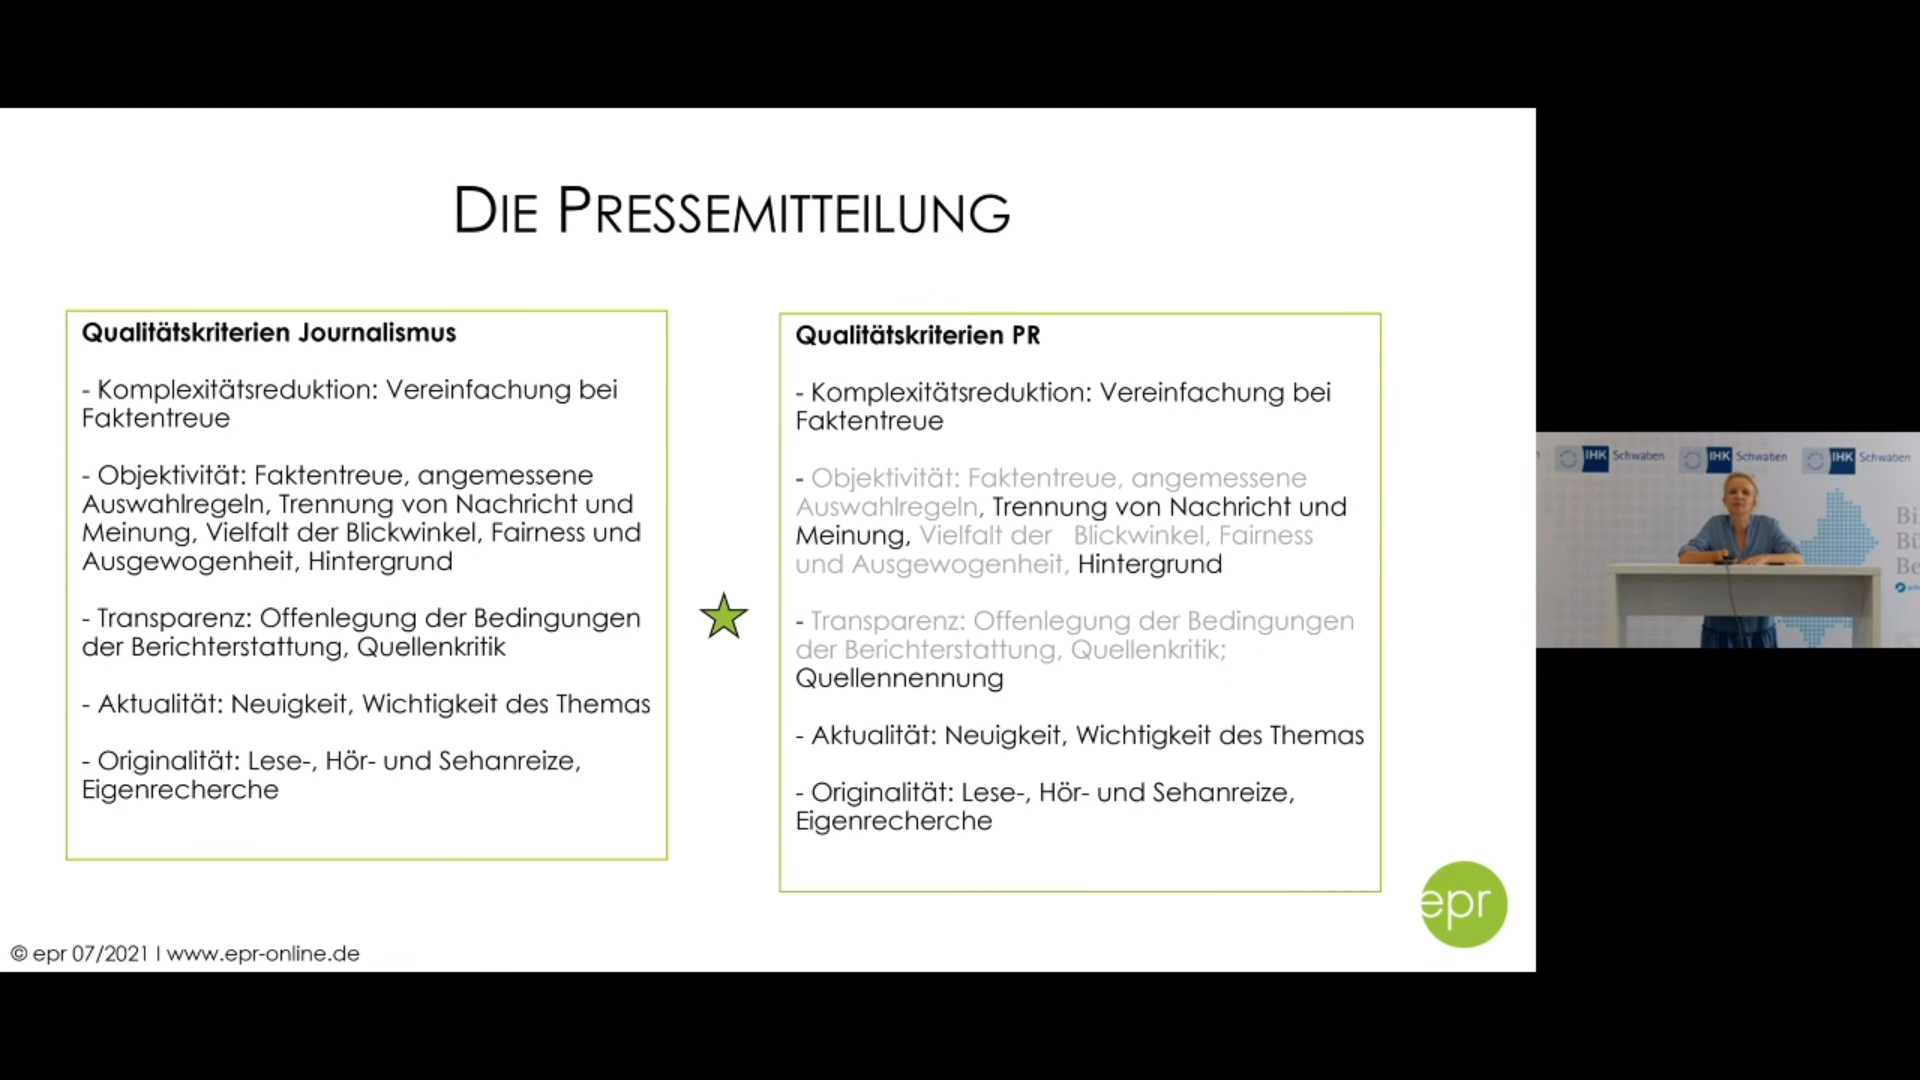 DIE PRESSEMITTEILUNG
Qualitätskriterien Journalismus
- Komplexitätsreduktion: Vereinfachung bei
Faktentreue
- Objektivität: Faktentreue, angemessene
Auswahlregeln, Trennung von Nachricht und
Meinung, Vielfalt der Blickwinkel, Fairness und
Ausgewogenheit, Hintergrund
- Transparenz: Offenlegung der Bedingungen
der Berichterstattung, Quellenkritik
- Aktualität: Neuigkeit, Wichtigkeit des Themas
- Originalität: Lese-, Hör- und Sehanreize,
Eigenrecherche
Qualitätskriterien PR
- Komplexitätsreduktion: Vereinfachung bei
Faktentreue
- Objektivität: Faktentreue, angemessene
Auswahlregeln, Trennung von Nachricht und
Meinung, Vielfalt der Blickwinkel, Fairness
und Ausgewogenheit, Hintergrund
- Transparenz: Offenlegung der Bedingungen
der Berichterstattung, Quellenkritik;
Quellennennung
- Aktualität: Neuigkeit, Wichtigkeit des Themas
- Originalität: Lese-, Hör- und Sehanreize,
Eigenrecherche
epr
© epr 07/2021 I www.epr-online.de
IHK Schwaben
IHK Schwaben
IHK Schwaben
Bi
Bü
Be